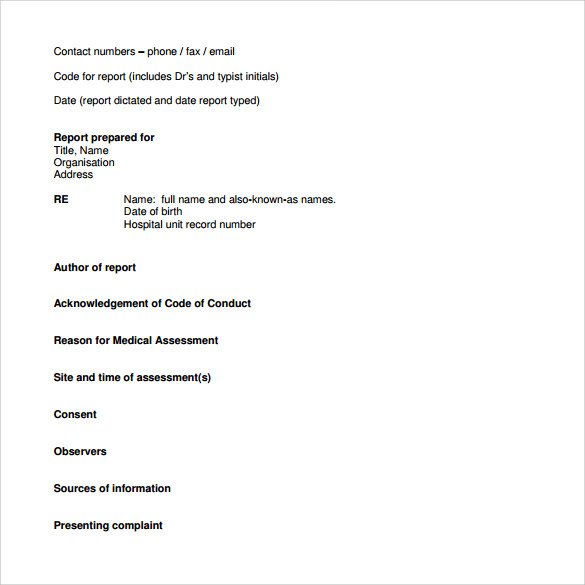 Contact numbers – phone / fax / email
Code for report (includes Dr's and typist initials)
Date (report dictated and date report typed)
Report prepared for
Title, Name
Organisation
Address
RE Name: full name and also-known-as names.
Date of birth
Hospital unit record number
Author of report
Acknowledgement of Code of Conduct
Reason for Medical Assessment
Site and time of assessment(s)
Consent
Observers
Sources of information
Presenting complaint